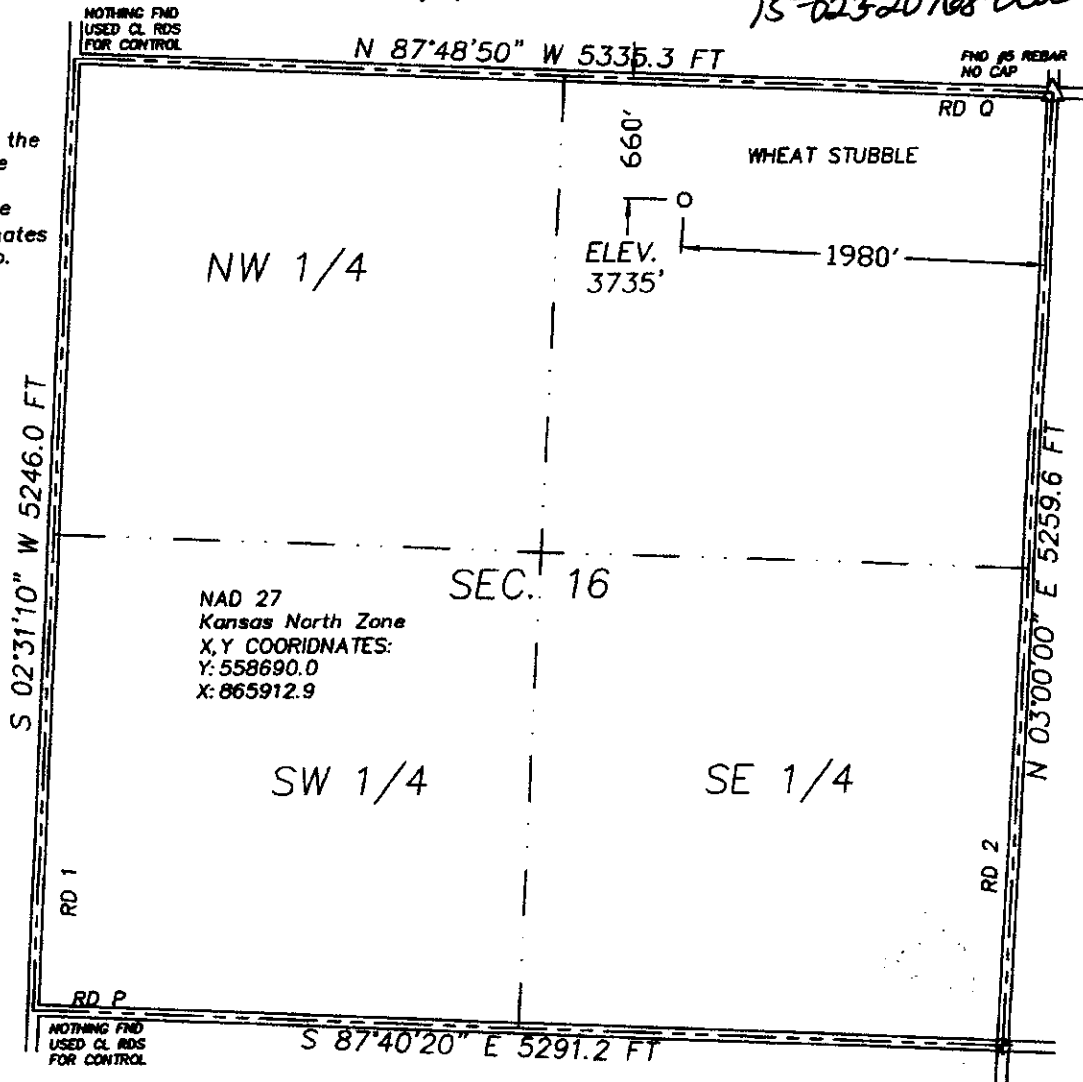 15-023-20768
NOTHING FND
USED CL RDS
FOR CONTROL
N 87°48'50" W 5335.3 FT
FND #5 REBAR
NO CAP
RD Q
the
e
e
ates
o.
660'
WHEAT STUBBLE
NW 1/4
ELEV.
3735'
1980'
S 02°31'10" W 5246.0 FT
N 03°00'00" E 5259.6 FT
SEC. 16
NAD 27
Kansas North Zone
X,Y COORIDNATES:
Y: 558690.0
X: 865912.9
SW 1/4
SE 1/4
RD 1
RD 2
RD P
NOTHING FND
USED CL RDS
FOR CONTROL
S 87°40'20" E 5291.2 FT